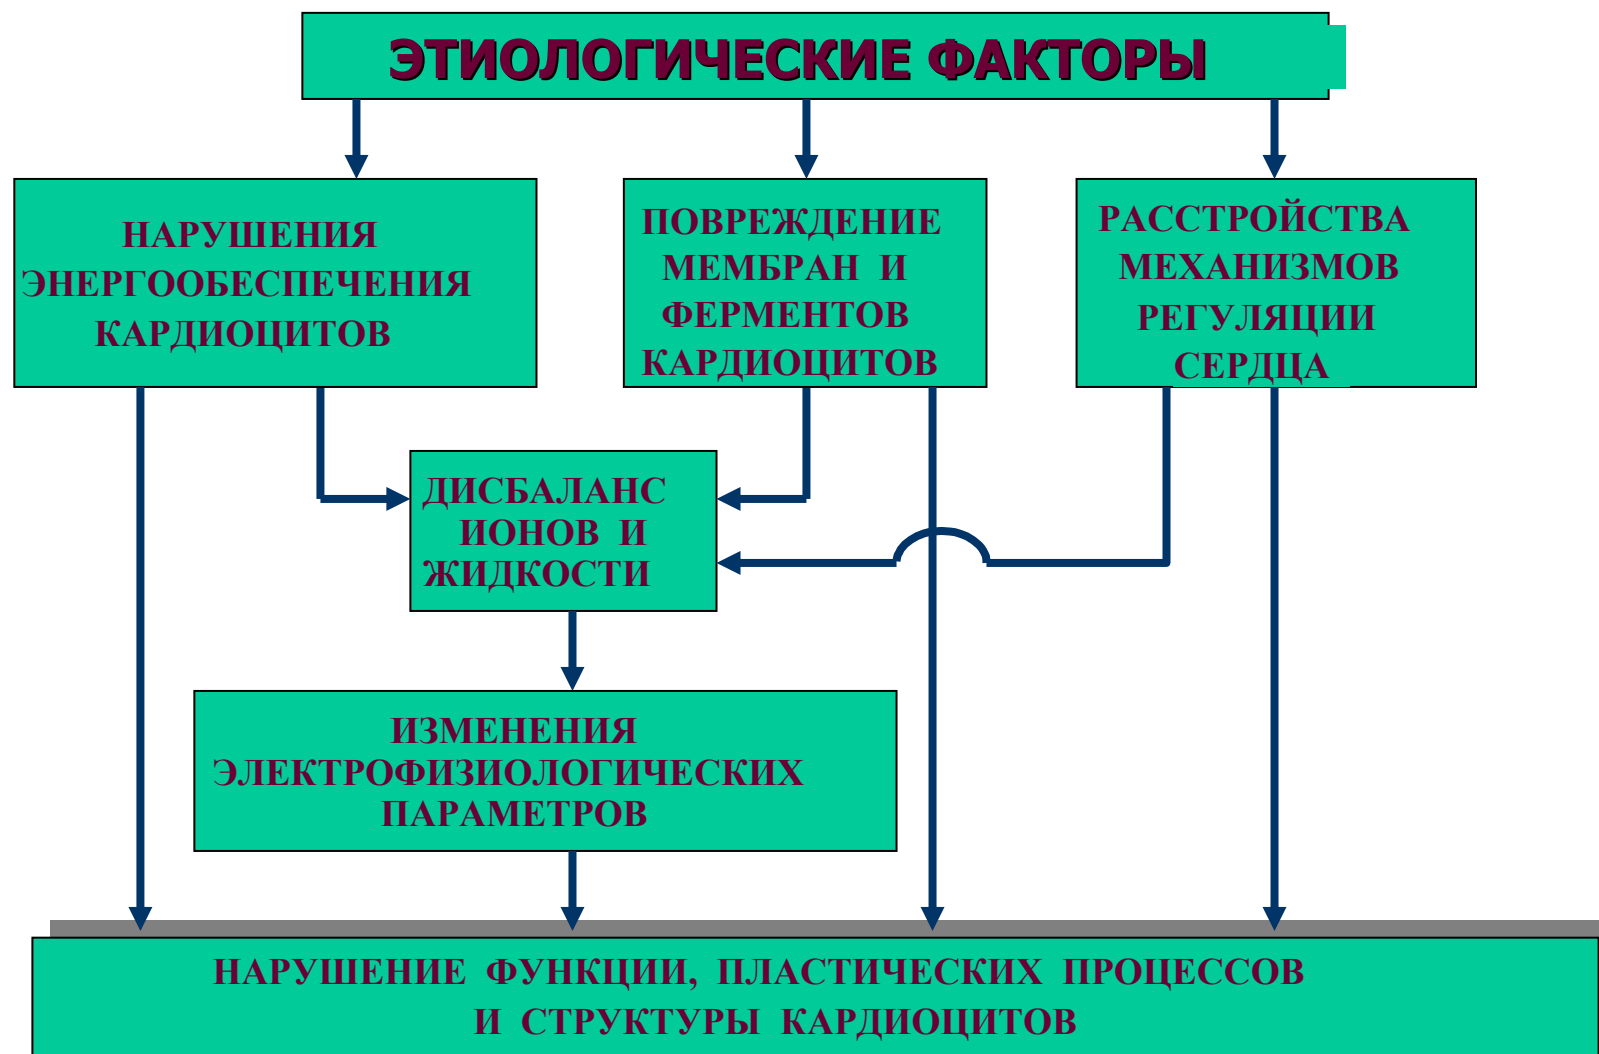 ЭТИОЛОГИЧЕСКИЕ ФАКТОРЫ
НАРУШЕНИЯ
ЭНЕРГООБЕСПЕЧЕНИЯ
КАРДИОЦИТОВ
ПОВРЕЖДЕНИЕ
МЕМБРАН И
ФЕРМЕНТОВ
КАРДИОЦИТОВ
РАССТРОЙСТВА
МЕХАНИЗМОВ
РЕГУЛЯЦИИ
СЕРДЦА
ДИСБАЛАНС
ИОНОВ И
ЖИДКОСТИ
ИЗМЕНЕНИЯ
ЭЛЕКТРОФИЗИОЛОГИЧЕСКИХ
ПАРАМЕТРОВ
НАРУШЕНИЕ ФУНКЦИИ, ПЛАСТИЧЕСКИХ ПРОЦЕССОВ
И СТРУКТУРЫ КАРДИОЦИТОВ